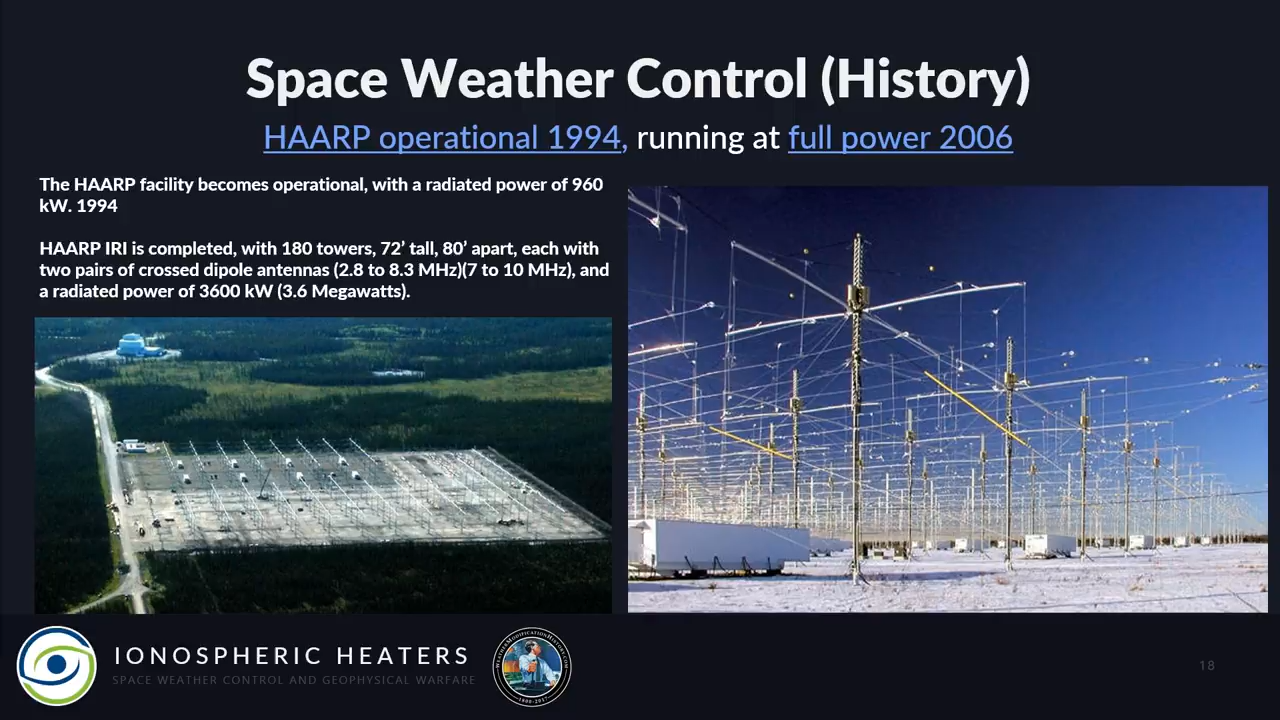 Space Weather Control (History)
HAARP operational 1994, running at full power 2006
The HAARP facility becomes operational, with a radiated power of 960
kW. 1994
HAARP IRI is completed, with 180 towers, 72’ tall, 80’ apart, each with
two pairs of crossed dipole antennas (2.8 to 8.3 MHz)(7 to 10 MHz), and
a radiated power of 3600 kW (3.6 Megawatts).
IONOSPHERIC HEATERS
SPACE WEATHER CONTROL AND GEOPHYSICAL WARFARE
WEATHERMODIFICATIONHISTORY.COM
18